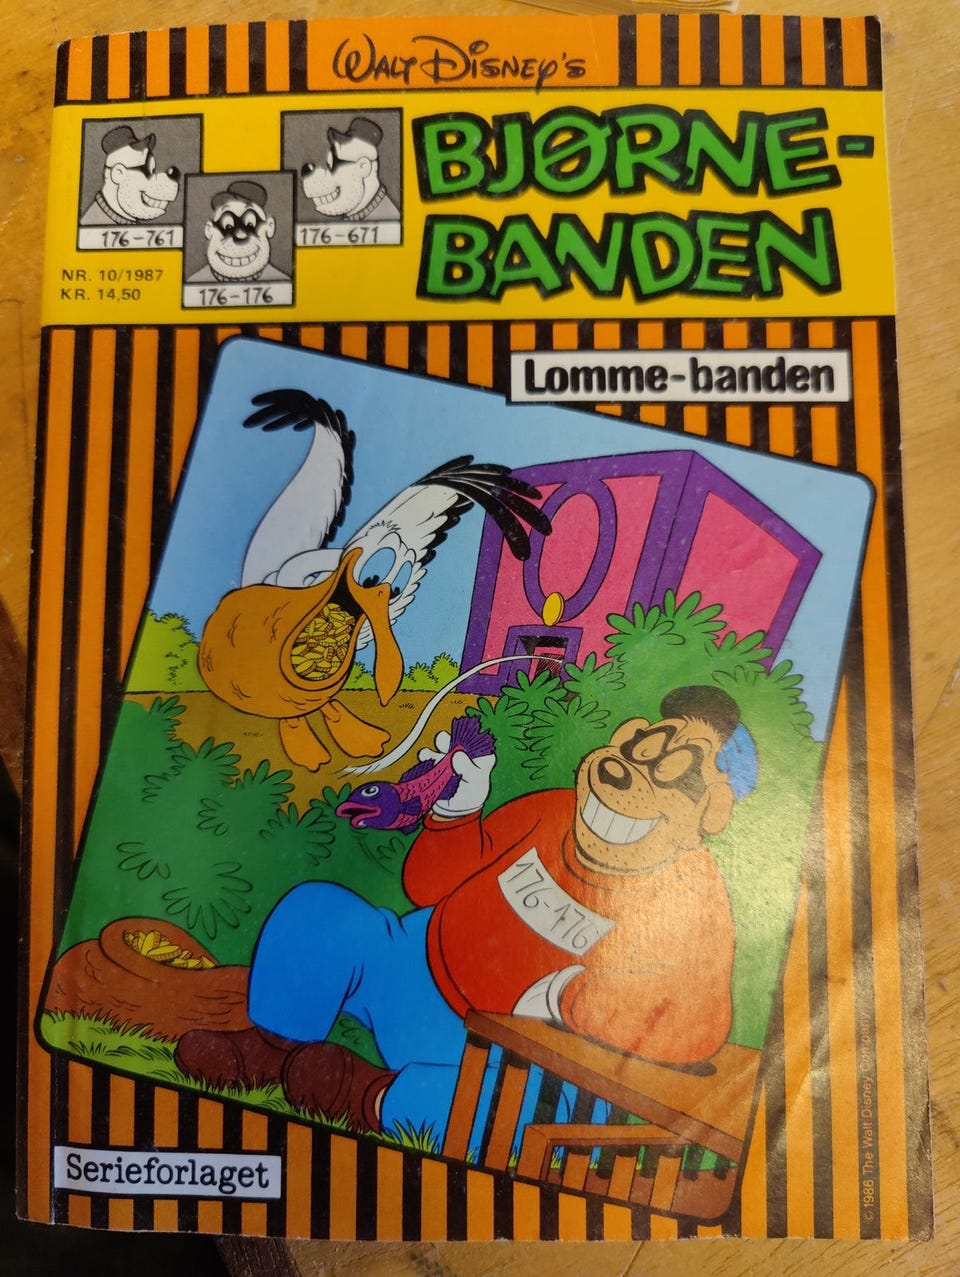 WALT DISNEY'S
BJØRNE-
BANDEN
176-761
176-671
176-176
NR. 10/1987
KR. 14,50
Lomme-banden
176-176
Serieforlaget
© 1986 The Walt Disney Company